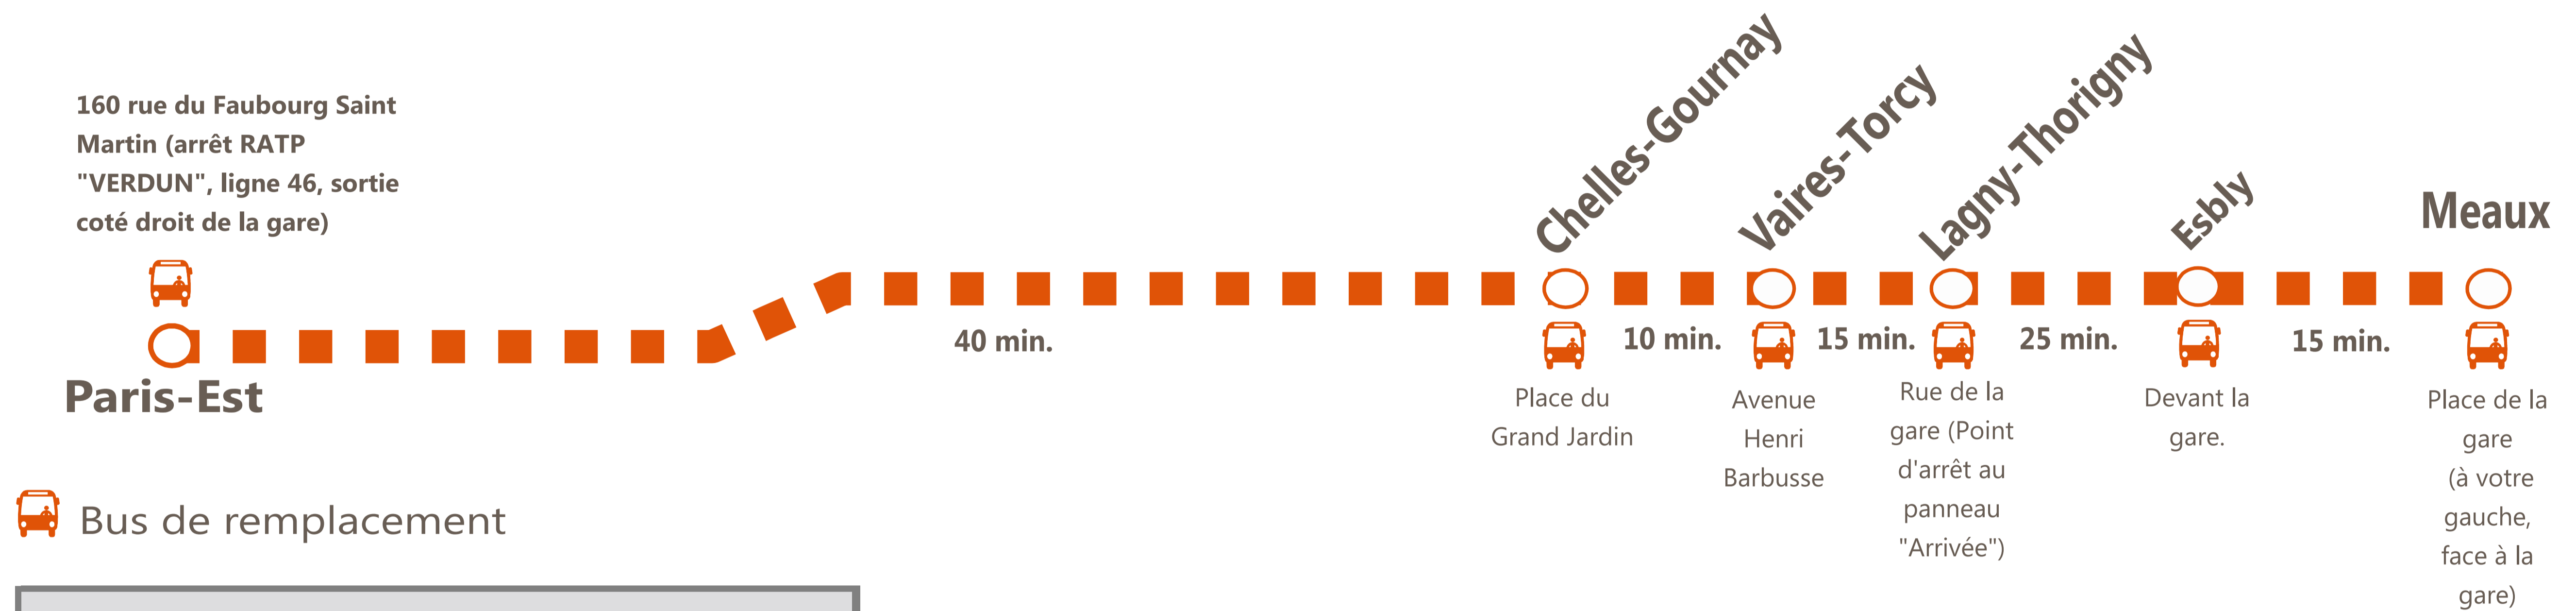 160 rue du Faubourg Saint
Martin (arrêt RATP
"VERDUN", ligne 46, sortie
coté droit de la gare)
Paris-Est
40 min.
Chelles-Gournay
Place du
Grand Jardin
10 min.
Vaires-Torcy
Avenue
Henri
Barbusse
15 min.
Lagny-Thorigny
Rue de la
gare (Point
d'arrêt au
panneau
"Arrivée")
25 min.
Esbly
Devant la
gare.
15 min.
Meaux
Place de la
gare
(à votre
gauche,
face à la
gare)
Bus de remplacement